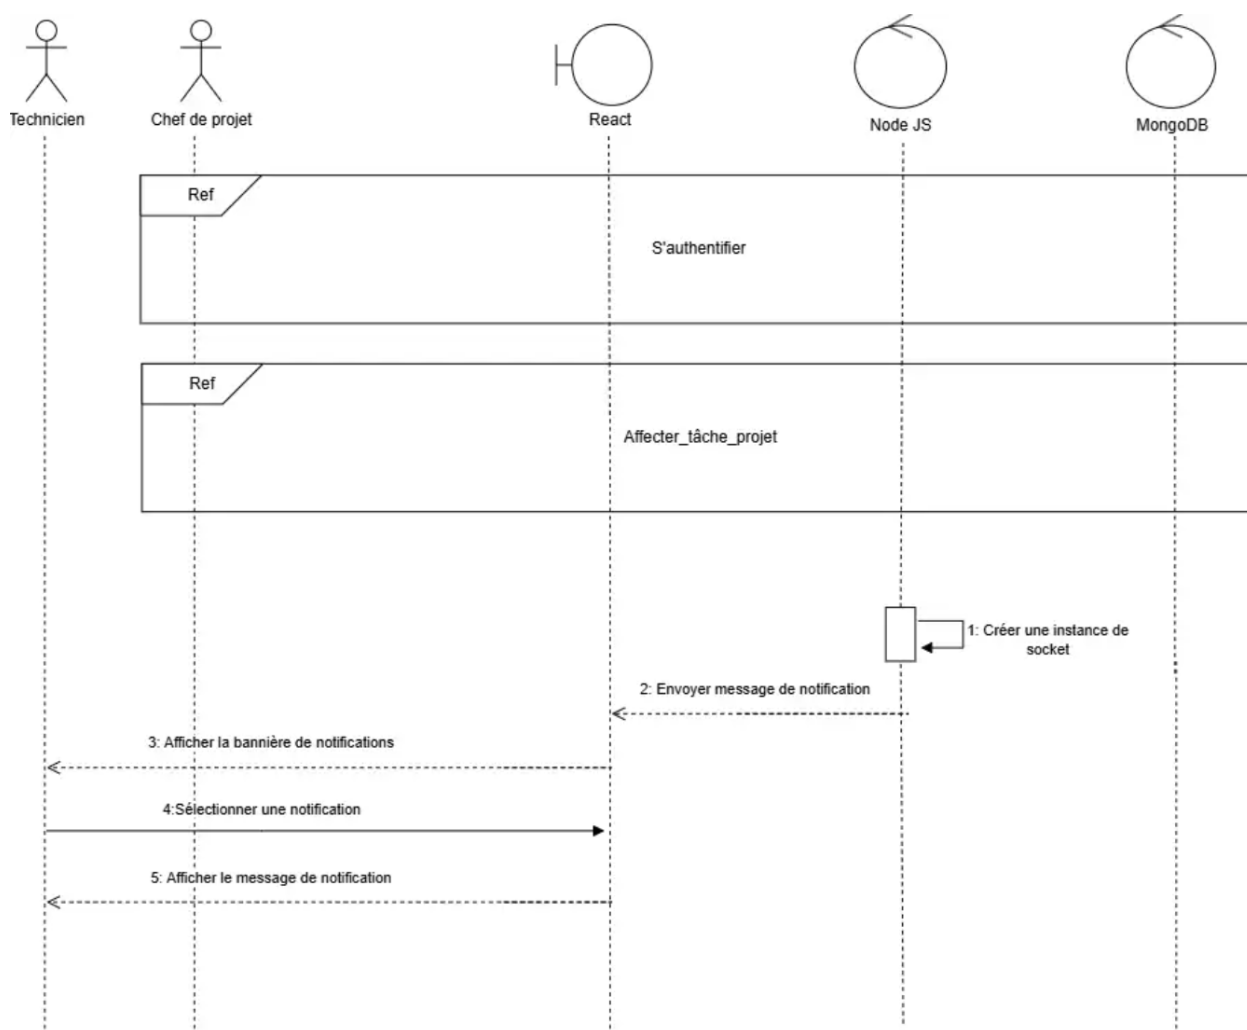 Technicien
Chef de projet
React
Node JS
MongoDB
Ref
S'authentifier
Ref
Affecter_tâche_projet
1: Créer une instance de
socket
2: Envoyer message de notification
3: Afficher la bannière de notifications
4:Sélectionner une notification
5: Afficher le message de notification